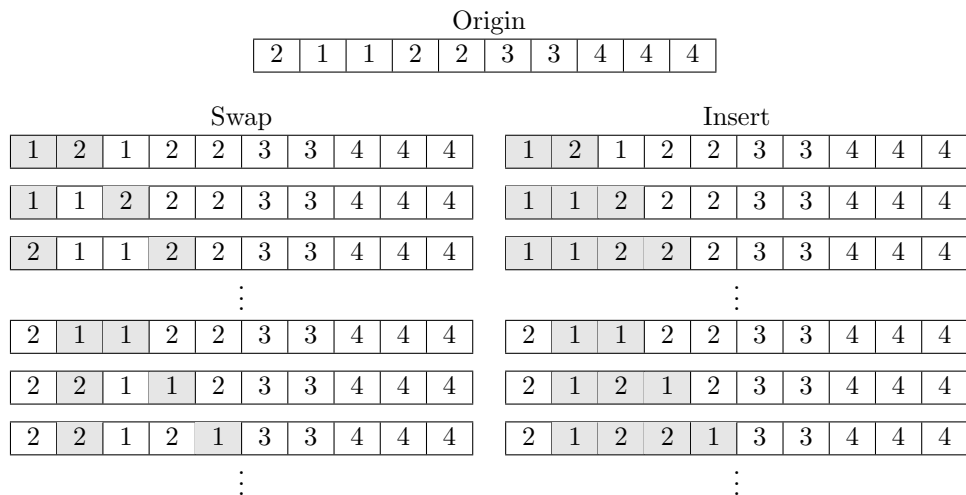 Origin
2 1 1 2 2 3 3 4 4 4
Swap
1 2 1 2 2 3 3 4 4 4
1 1 2 2 2 3 3 4 4 4
2 1 1 2 2 3 3 4 4 4
⋮
2 1 1 2 2 3 3 4 4 4
2 2 1 1 2 3 3 4 4 4
2 2 1 2 1 3 3 4 4 4
⋮
Insert
1 2 1 2 2 3 3 4 4 4
1 1 2 2 2 3 3 4 4 4
1 1 2 2 2 3 3 4 4 4
⋮
2 1 1 2 2 3 3 4 4 4
2 1 2 1 2 3 3 4 4 4
2 1 2 2 1 3 3 4 4 4
⋮